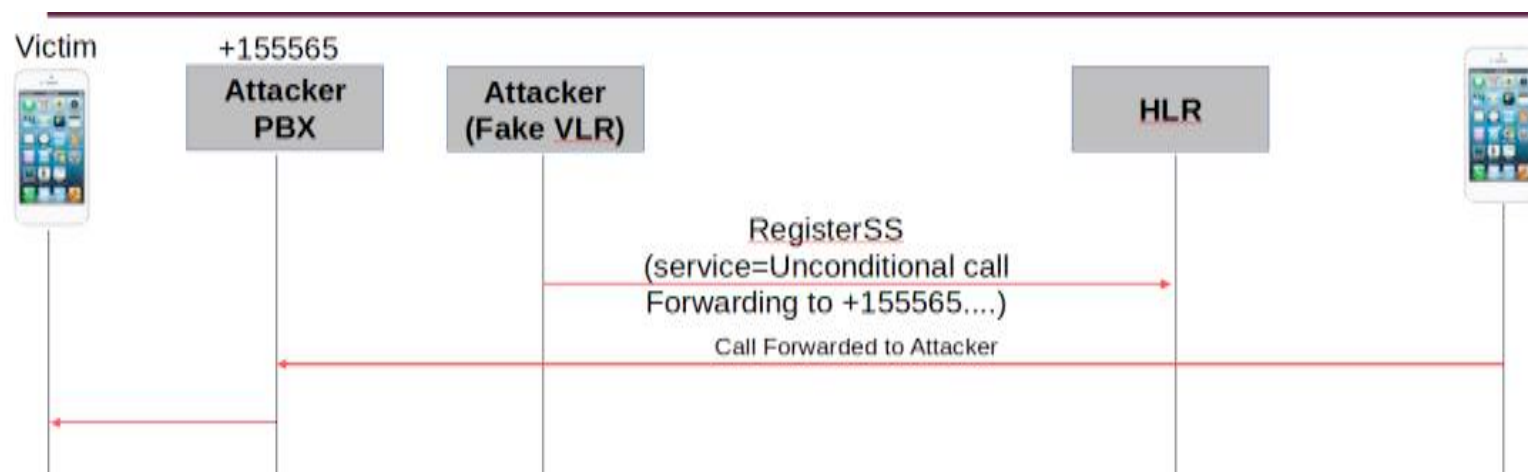 Victim
+155565
Attacker
PBX
Attacker
(Fake VLR)
HLR
RegisterSS
(service=Unconditional call
Forwarding to +155565....)
Call Forwarded to Attacker